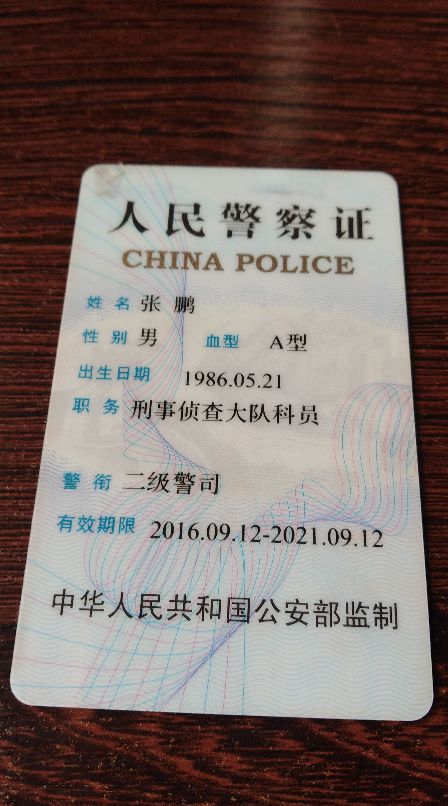 人民警察证
CHINA POLICE
姓名 张 鹏
性别 男 血型 A型
出生日期 1986.05.21
职务 刑事侦查大队科员
警衔 二级警司
有效期限 2016.09.12-2021.09.12
中华人民共和国公安部监制